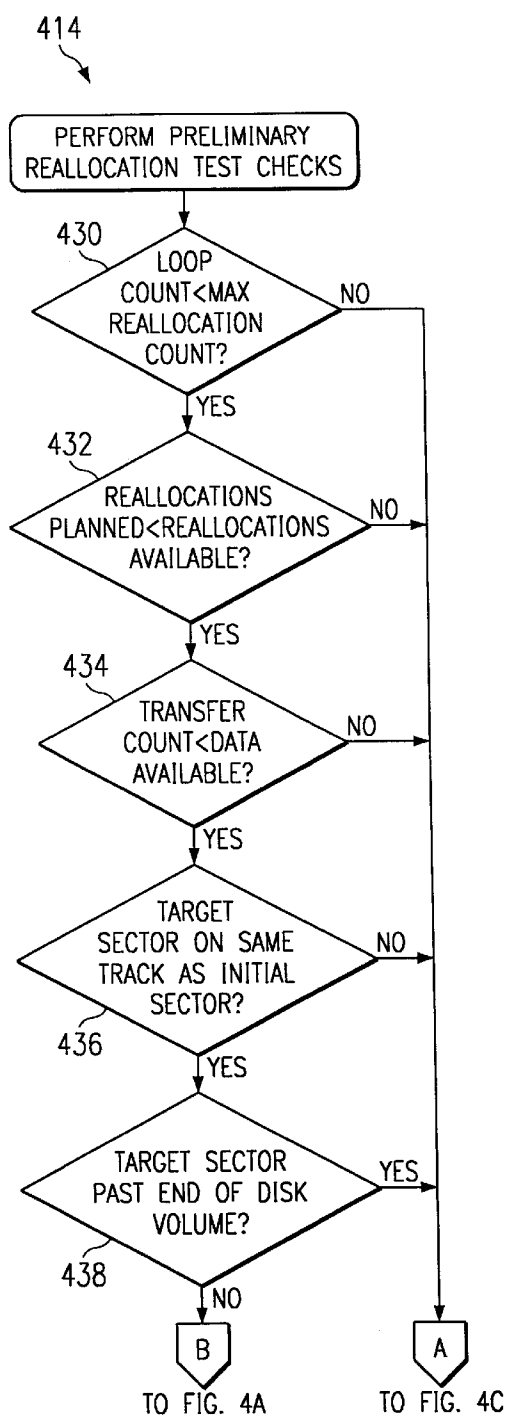 414
PERFORM PRELIMINARY
REALLOCATION TEST CHECKS
430
LOOP
COUNT<MAX
REALLOCATION
COUNT?
NO
YES
432
REALLOCATIONS
PLANNED<REALLOCATIONS
AVAILABLE?
NO
YES
434
TRANSFER
COUNT<DATA
AVAILABLE?
NO
YES
TARGET
SECTOR ON SAME
TRACK AS INITIAL
SECTOR?
NO
436
YES
TARGET SECTOR
PAST END OF DISK
VOLUME?
YES
438
NO
B
A
TO FIG. 4A
TO FIG. 4C